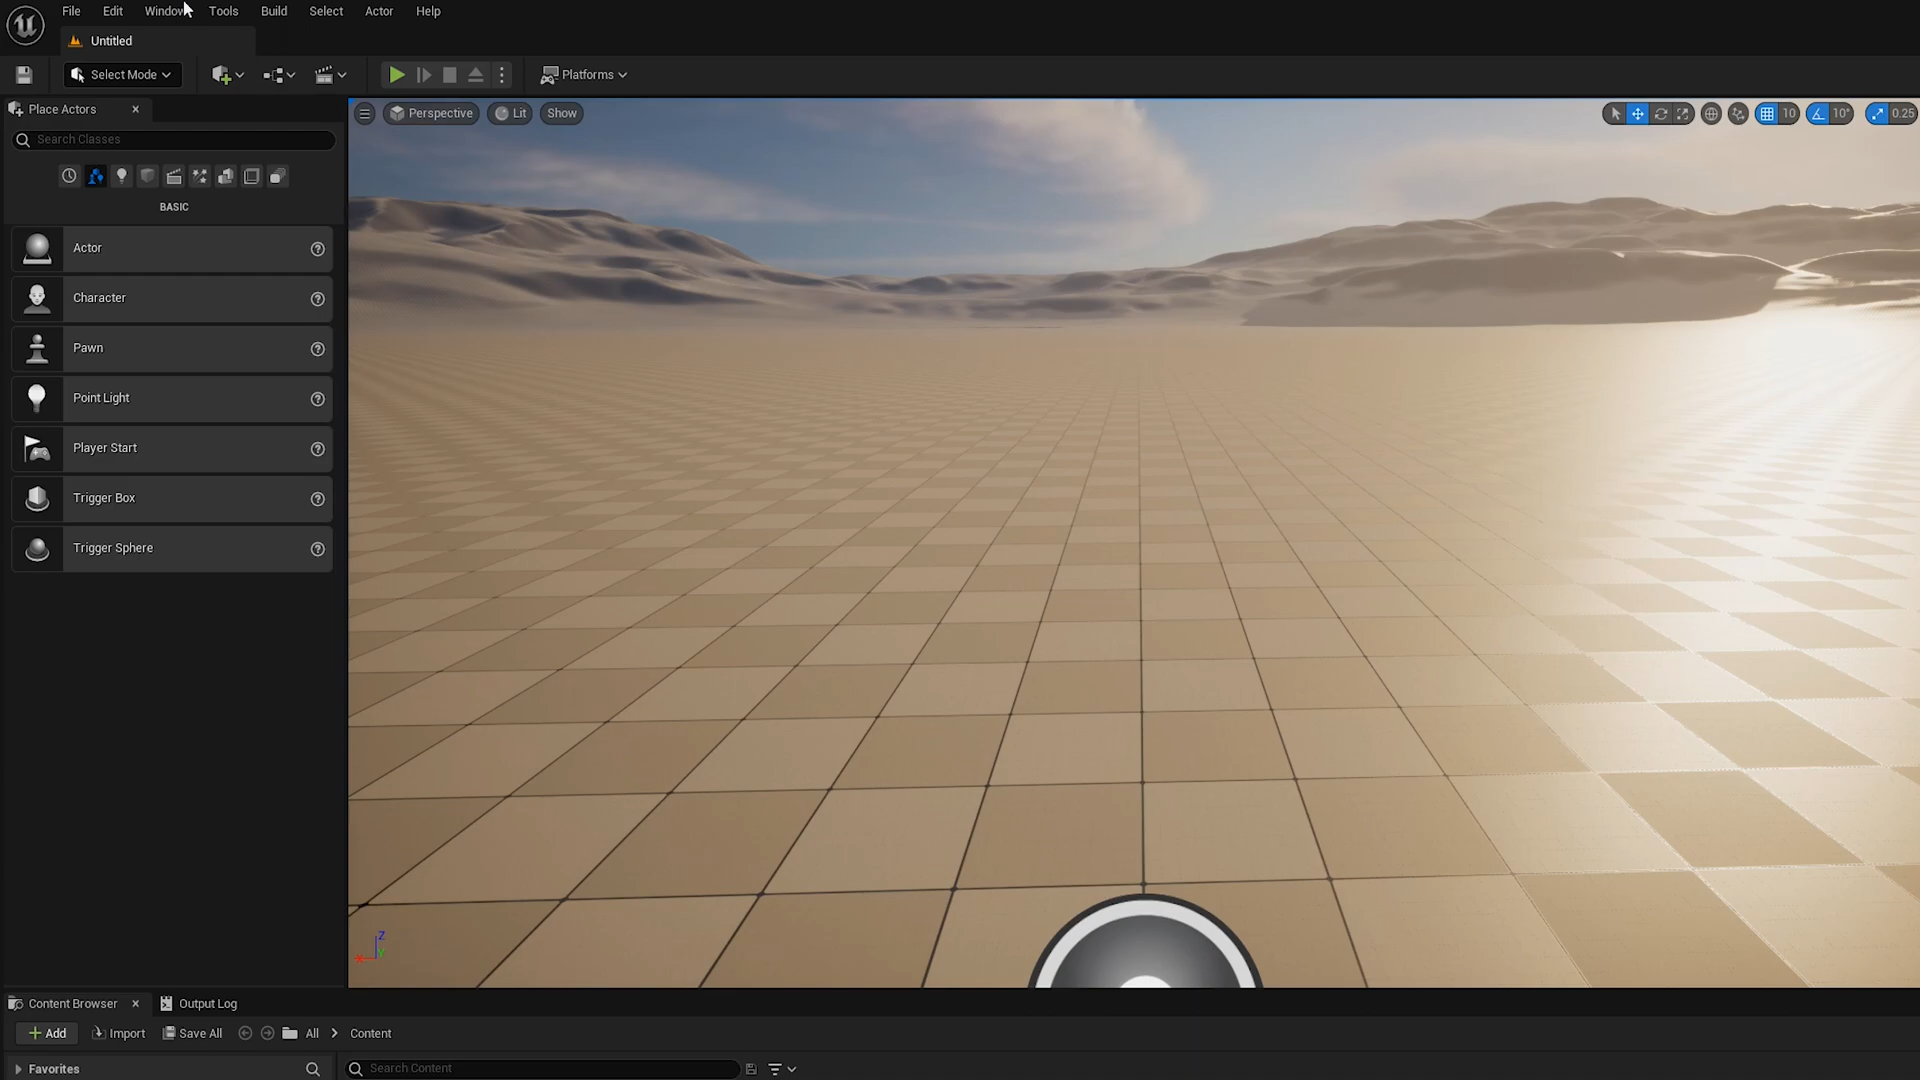 File Edit Window Tools Build Select Actor Help
Untitled
Select Mode Platforms
Place Actors
Perspective Lit Show 10 10° 0.25
Search Classes
BASIC
Actor
Character
Pawn
Point Light
Player Start
Trigger Box
Trigger Sphere
Z
Y
X
Content Browser Output Log
Add Import Save All All Content
Favorites Search Content